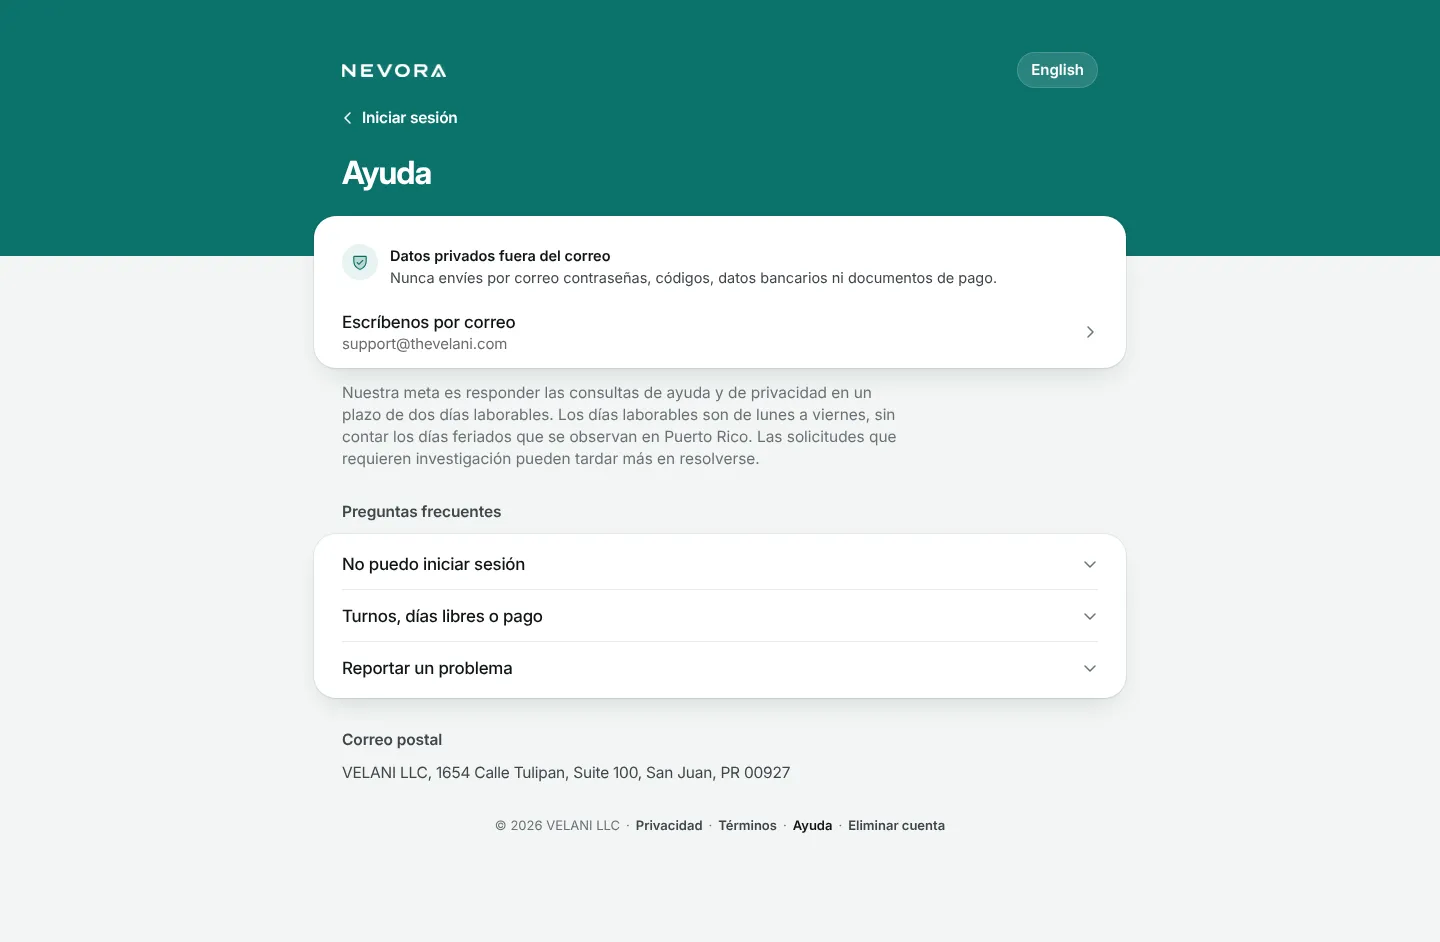 NEVORA
English
Iniciar sesión
Ayuda
Datos privados fuera del correo
Nunca envíes por correo contraseñas, códigos, datos bancarios ni documentos de pago.
Escríbenos por correo
support@thevelani.com
Nuestra meta es responder las consultas de ayuda y de privacidad en un
plazo de dos días laborables. Los días laborables son de lunes a viernes, sin
contar los días feriados que se observan en Puerto Rico. Las solicitudes que
requieren investigación pueden tardar más en resolverse.
Preguntas frecuentes
No puedo iniciar sesión
Turnos, días libres o pago
Reportar un problema
Correo postal
VELANI LLC, 1654 Calle Tulipan, Suite 100, San Juan, PR 00927
© 2026 VELANI LLC · Privacidad · Términos · Ayuda · Eliminar cuenta